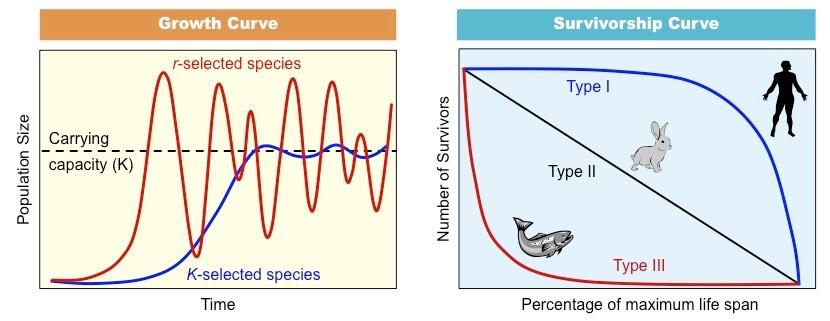 Growth Curve
r-selected species
Carrying
capacity (K)
K-selected species
Population Size
Time
Survivorship Curve
Type I
Type II
Type III
Number of Survivors
Percentage of maximum life span